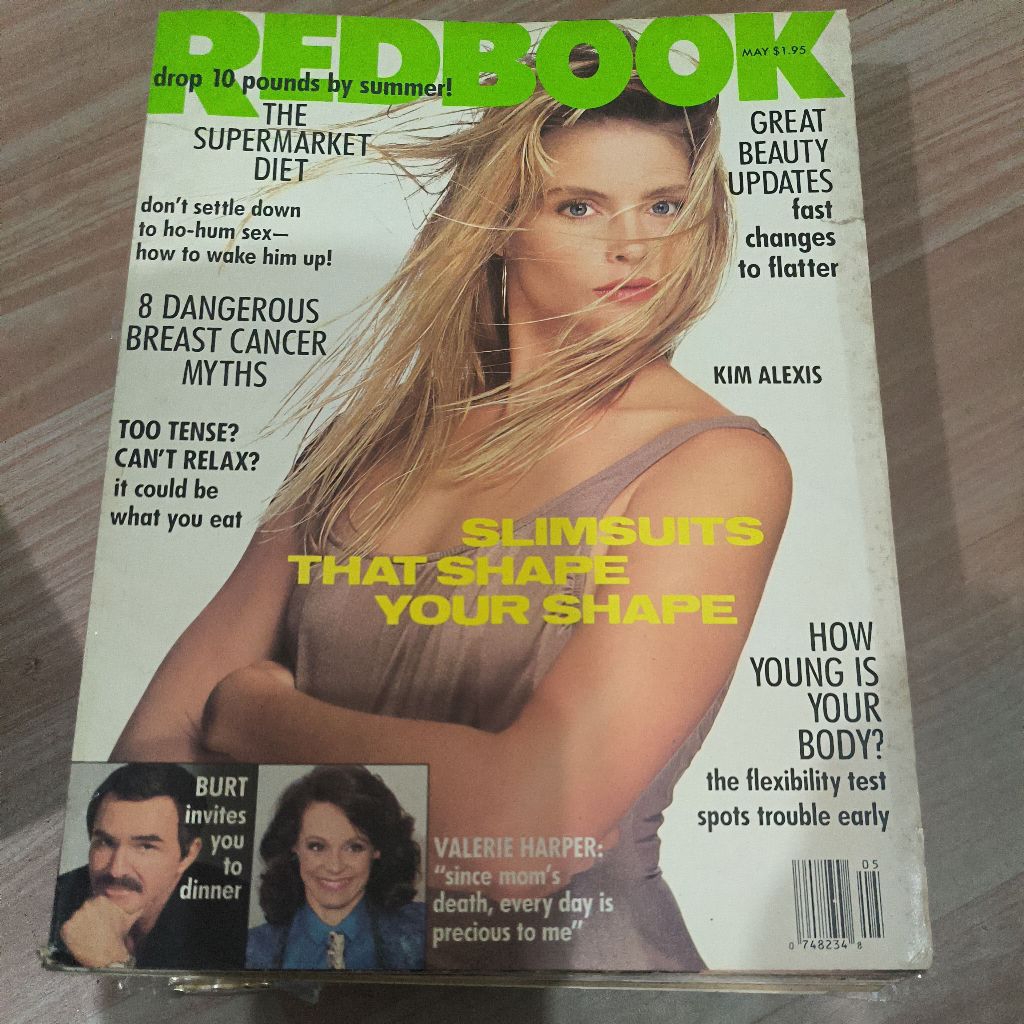 REDBOOK
MAY $1.95
drop 10 pounds by summer!
THE
SUPERMARKET
DIET
don't settle down
to ho-hum sex—
how to wake him up!
8 DANGEROUS
BREAST CANCER
MYTHS
TOO TENSE?
CAN'T RELAX?
it could be
what you eat
GREAT
BEAUTY
UPDATES
fast
changes
to flatter
KIM ALEXIS
SLIMSUITS
THAT SHAPE
YOUR SHAPE
HOW
YOUNG IS
YOUR
BODY?
the flexibility test
spots trouble early
BURT
invites
you
to
dinner
VALERIE HARPER:
"since mom's
death, every day is
precious to me"
05
0 748234 8